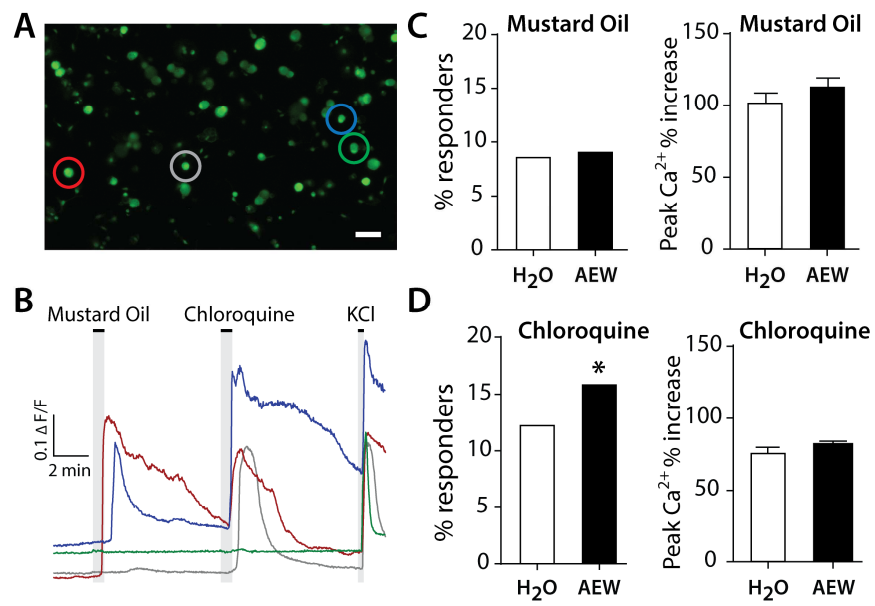 A
B
Mustard Oil Chloroquine KCl
0.1 Δ F/F
2 min
C
Mustard Oil
% responders
20
15
10
5
0
H2O AEW
Mustard Oil
Peak Ca2+ % increase
150
100
50
0
H2O AEW
D
Chloroquine
% responders
20
15
10
5
0
*
H2O AEW
Chloroquine
Peak Ca2+ % increase
150
100
50
0
H2O AEW